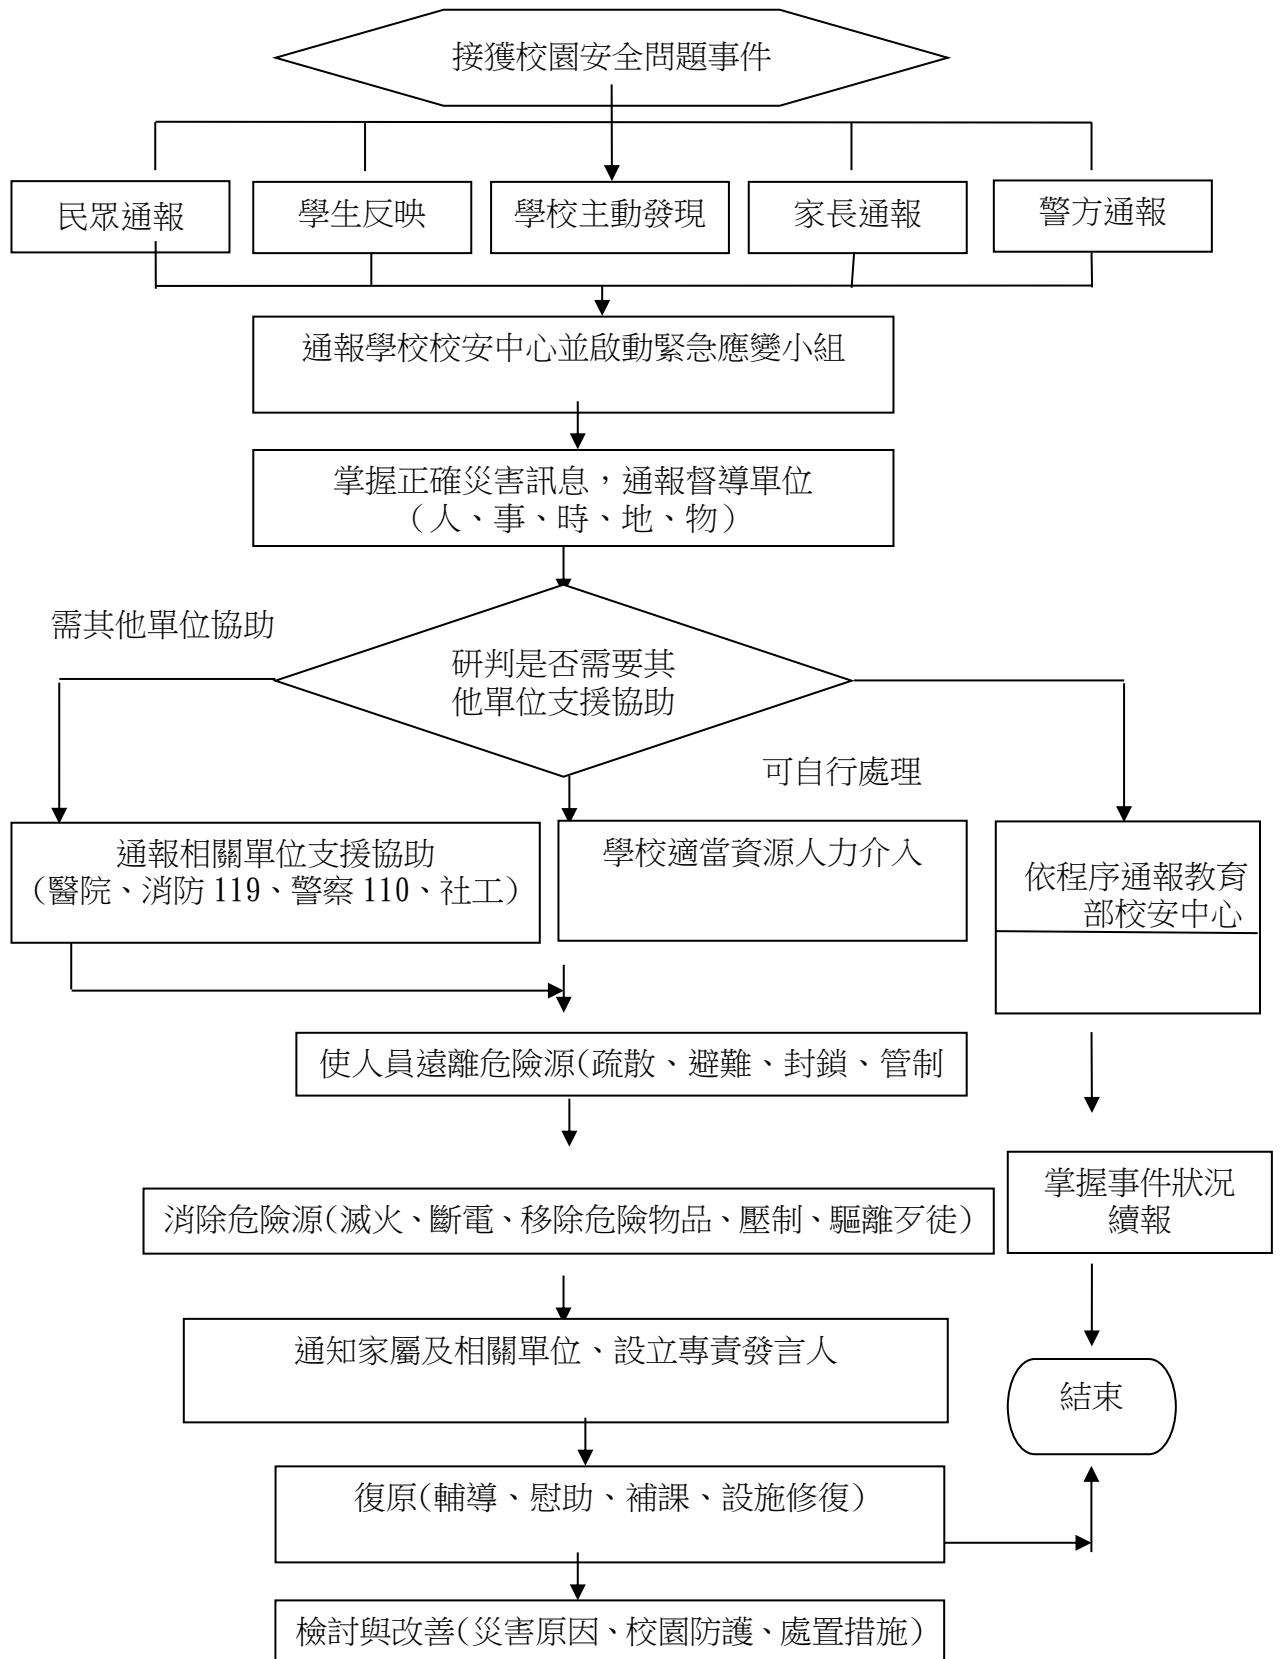 接獲校園安全問題事件
民眾通報
學生反映
學校主動發現
家長通報
警方通報
通報學校校安中心並啟動緊急應變小組
掌握正確災害訊息，通報督導單位
（人、事、時、地、物）
需其他單位協助
研判是否需要其
他單位支援協助
可自行處理
通報相關單位支援協助
(醫院、消防 119、警察 110、社工)
學校適當資源人力介入
依程序通報教育
部校安中心
使人員遠離危險源(疏散、避難、封鎖、管制
消除危險源(滅火、斷電、移除危險物品、壓制、驅離歹徒)
掌握事件狀況
續報
通知家屬及相關單位、設立專責發言人
結束
復原(輔導、慰助、補課、設施修復)
檢討與改善(災害原因、校園防護、處置措施)